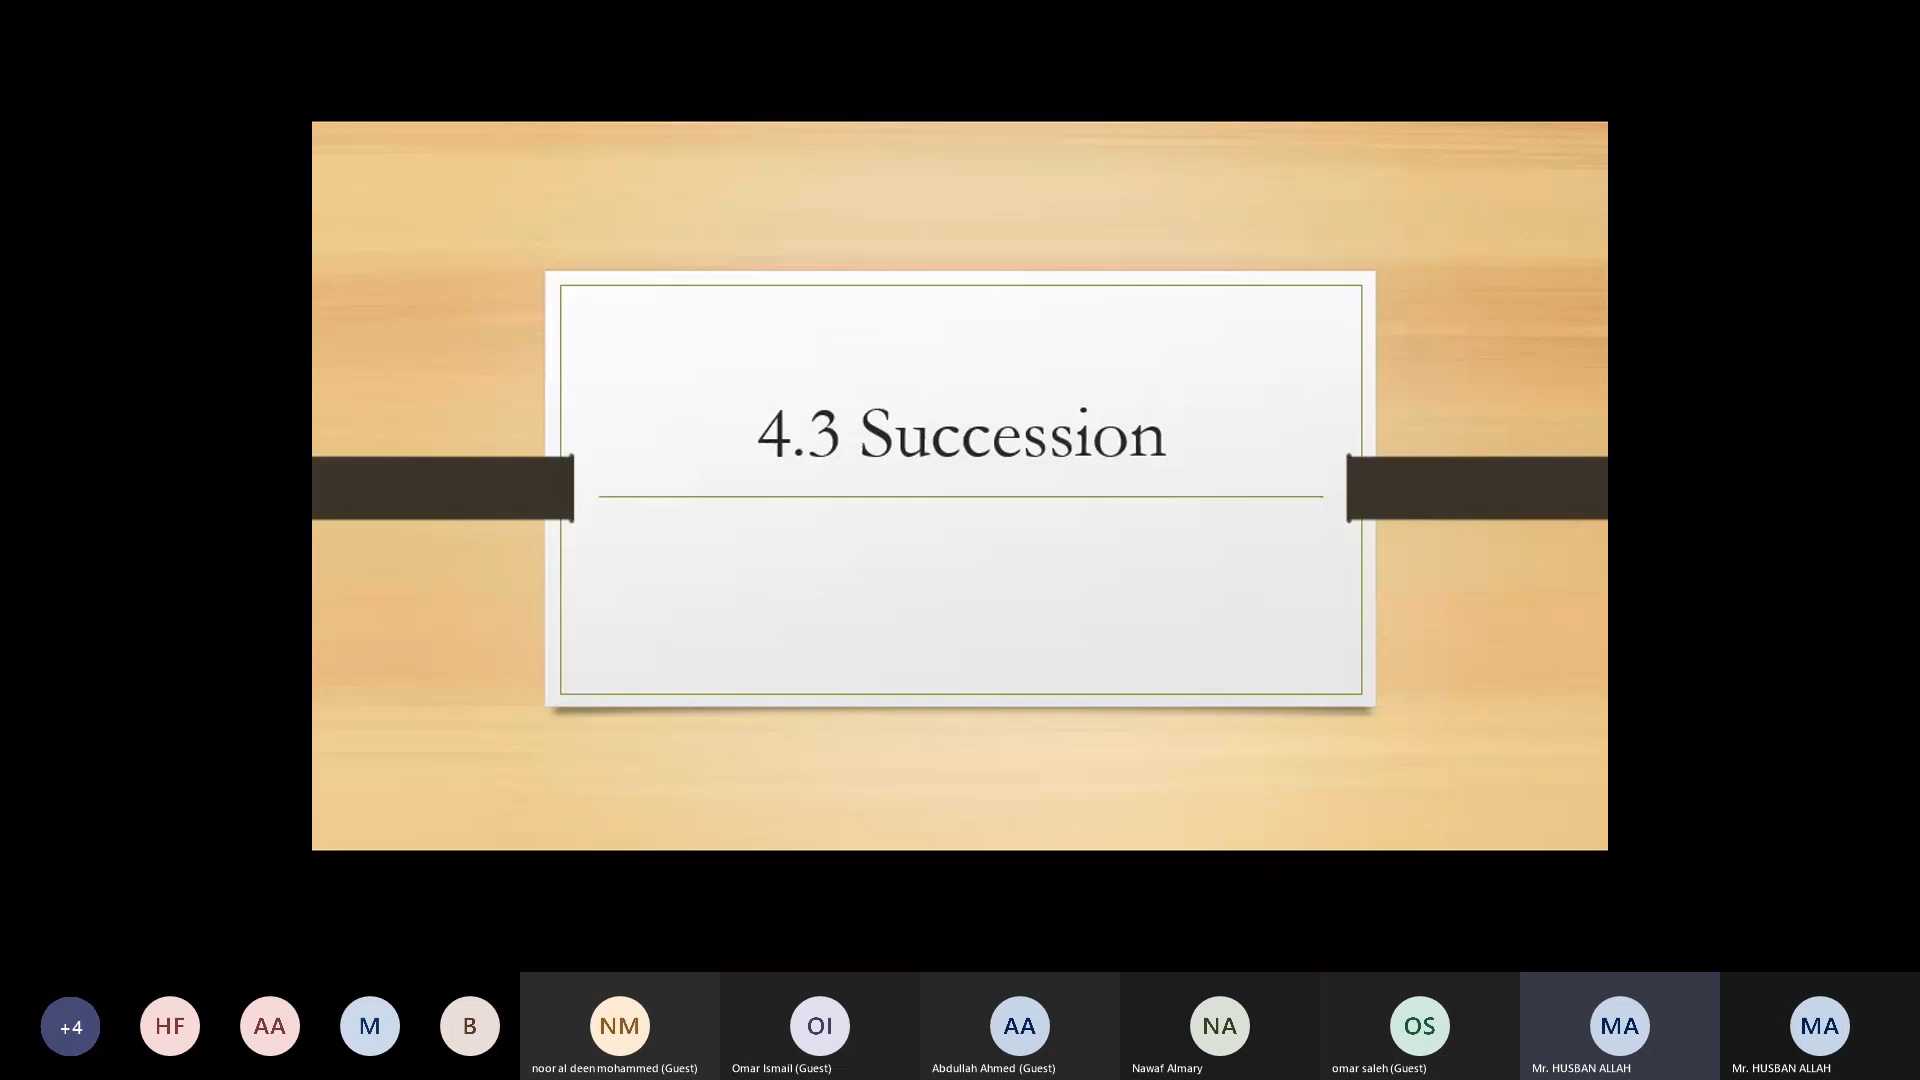 4.3 Succession
+4
HF
AA
M
B
NM
OI
AA
NA
OS
MA
MA
noor al deen mohammed (Guest)
Omar Ismail (Guest)
Abdullah Ahmed (Guest)
Nawaf Almary
omar saleh (Guest)
Mr. HUSBAN ALLAH
Mr. HUSBAN ALLAH